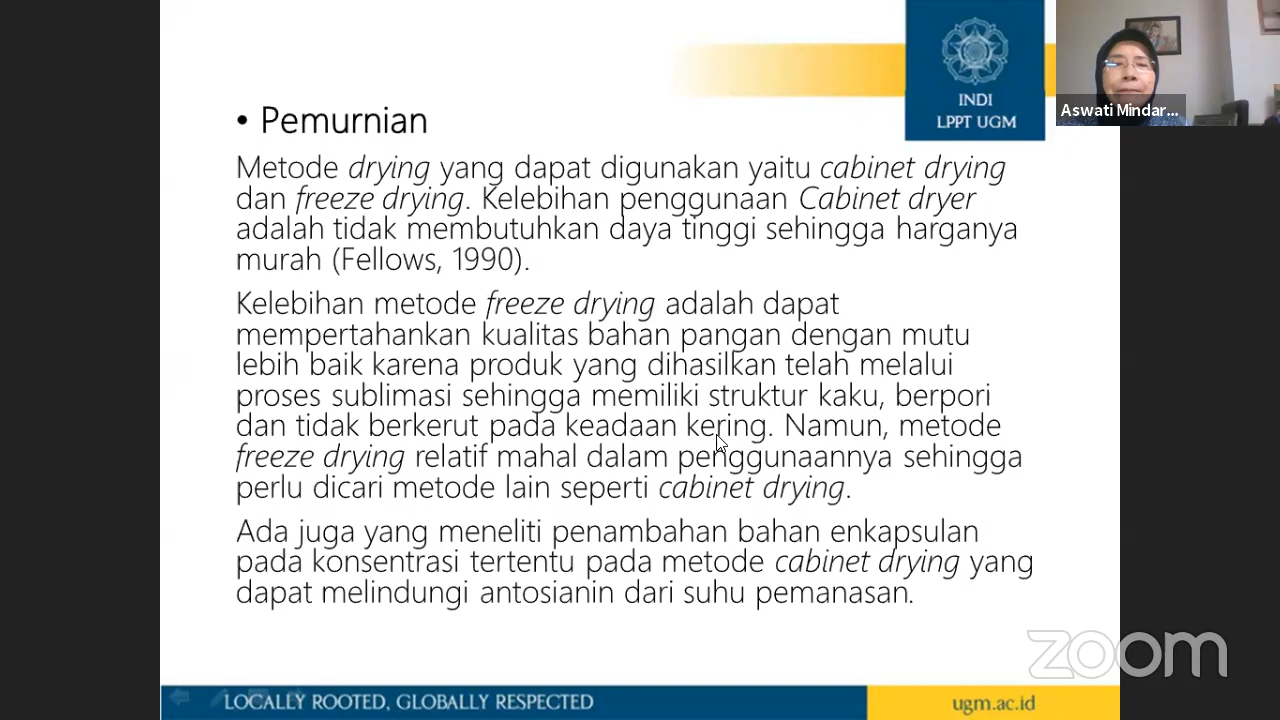 INDI
LPPT UGM
Aswati Mindar...
• Pemurnian
Metode drying yang dapat digunakan yaitu cabinet drying
dan freeze drying. Kelebihan penggunaan Cabinet dryer
adalah tidak membutuhkan daya tinggi sehingga harganya
murah (Fellows, 1990).
Kelebihan metode freeze drying adalah dapat
mempertahankan kualitas bahan pangan dengan mutu
lebih baik karena produk yang dihasilkan telah melalui
proses sublimasi sehingga memiliki struktur kaku, berpori
dan tidak berkerut pada keadaan kering. Namun, metode
freeze drying relatif mahal dalam penggunaannya sehingga
perlu dicari metode lain seperti cabinet drying.
Ada juga yang meneliti penambahan bahan enkapsulan
pada konsentrasi tertentu pada metode cabinet drying yang
dapat melindungi antosianin dari suhu pemanasan.
zoom
LOCALLY ROOTED, GLOBALLY RESPECTED
ugm.ac.id